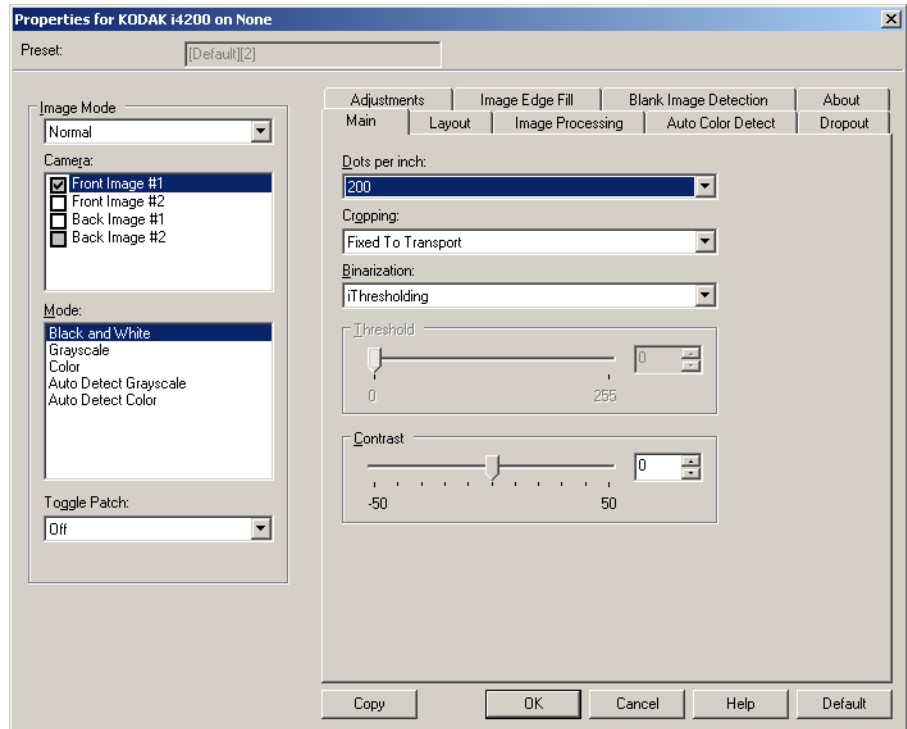 Properties for KODAK i4200 on None
Preset:
[Default][2]
Image Mode
Normal
Camera:
Front Image #1
Front Image #2
Back Image #1
Back Image #2
Mode:
Black and White
Grayscale
Color
Auto Detect Grayscale
Auto Detect Color
Toggle Patch:
Off
Adjustments Image Edge Fill Blank Image Detection About
Main Layout Image Processing Auto Color Detect Dropout
Dots per inch:
200
Cropping:
Fixed To Transport
Binarization:
iThresholding
Threshold
0
0 255
Contrast
0
-50 50
Copy OK Cancel Help Default